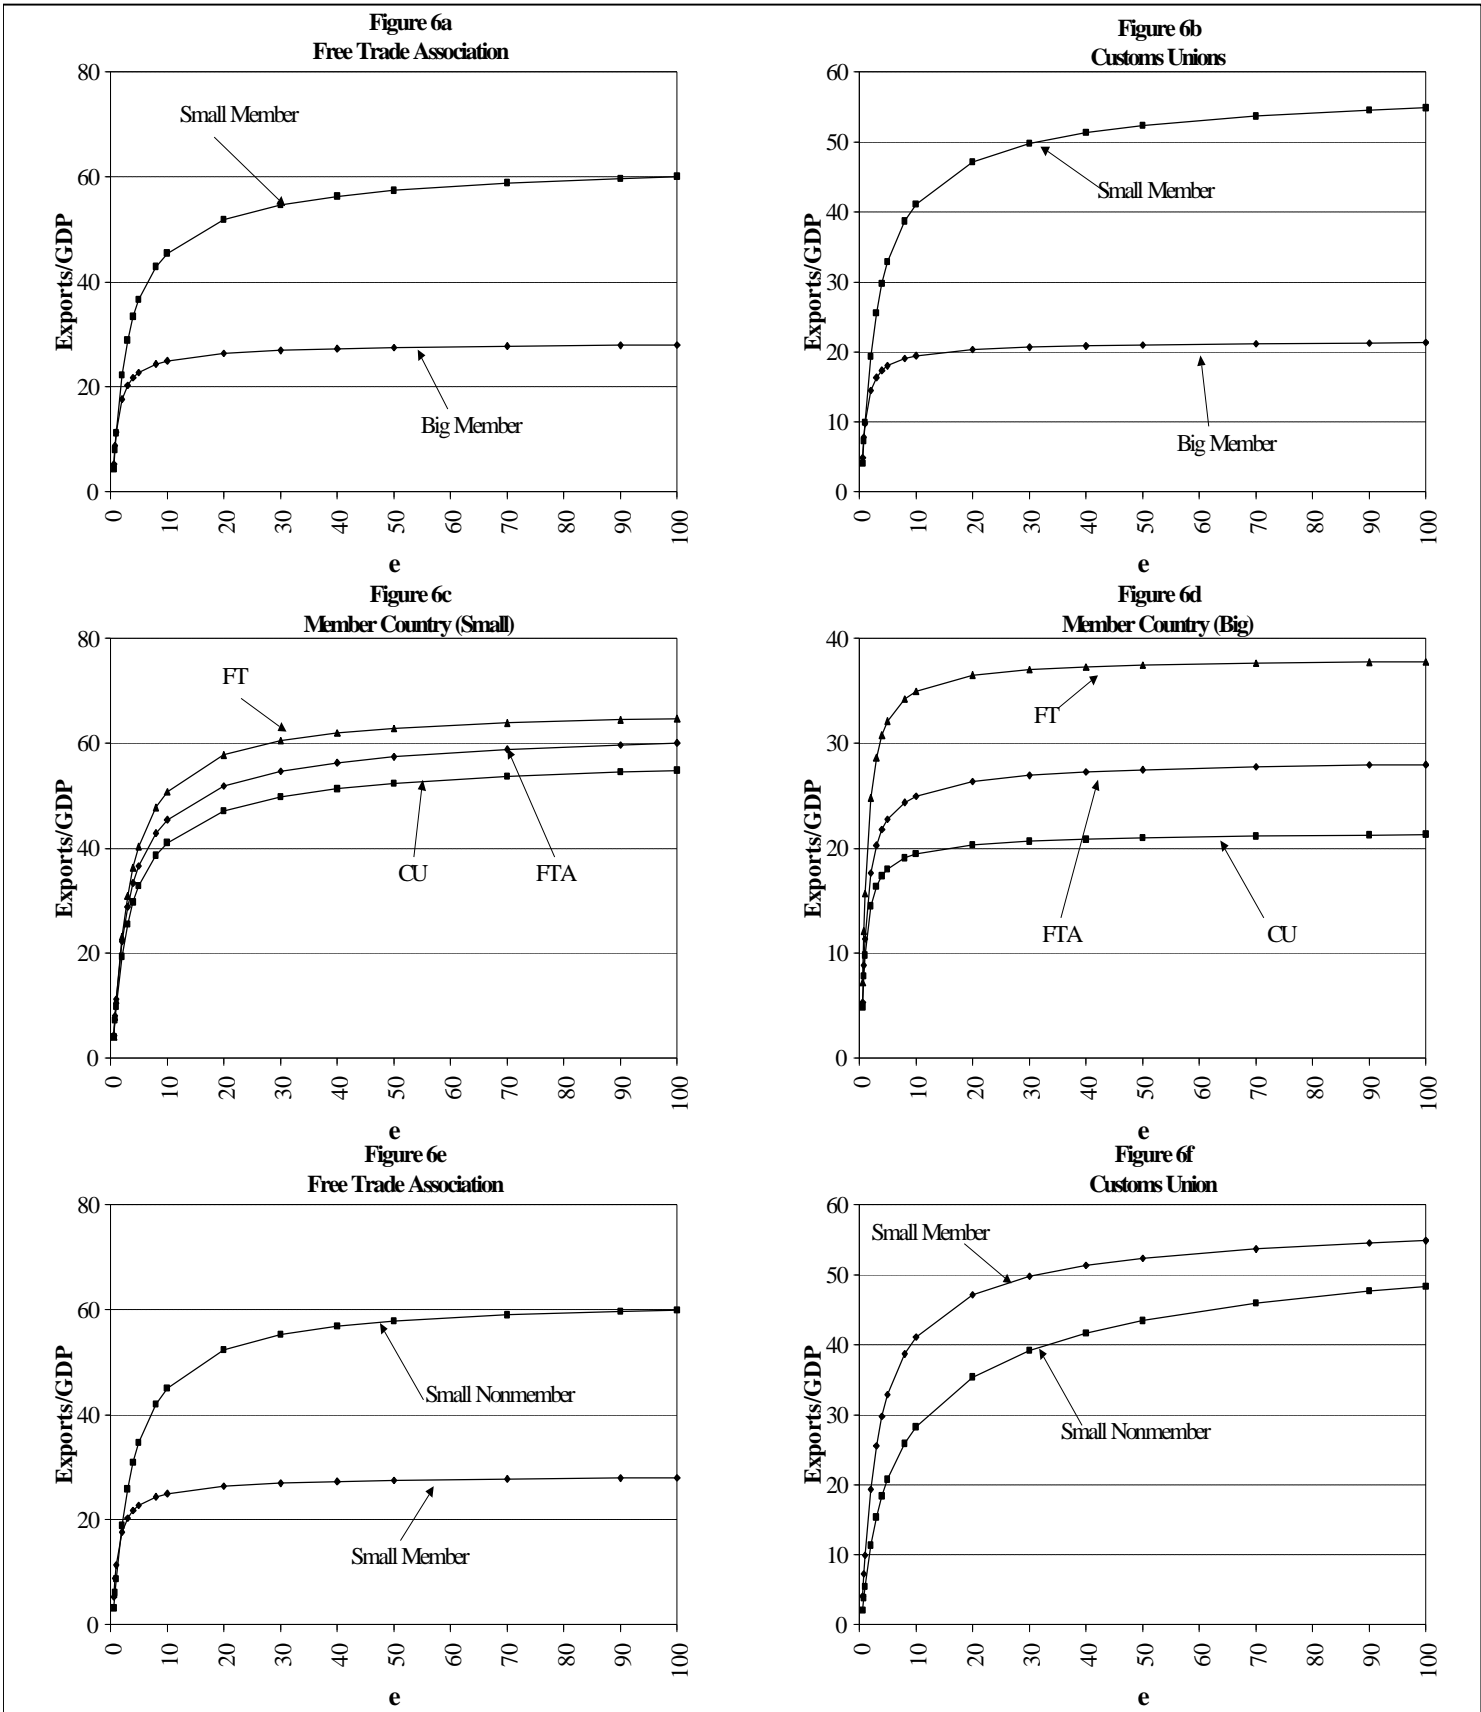 Figure 6a
Free Trade Association
80
60
40
20
0
Exports/GDP
Small Member
Big Member
0 10 20 30 40 50 60 70 80 90 100
e
Figure 6b
Customs Unions
60
50
40
30
20
10
0
Exports/GDP
Small Member
Big Member
0 10 20 30 40 50 60 70 80 90 100
e
Figure 6c
Member Country (Small)
80
60
40
20
0
Exports/GDP
FT
CU
FTA
0 10 20 30 40 50 60 70 80 90 100
e
Figure 6d
Member Country (Big)
40
30
20
10
0
Exports/GDP
FT
FTA
CU
0 10 20 30 40 50 60 70 80 90 100
e
Figure 6e
Free Trade Association
80
60
40
20
0
Exports/GDP
Small Nonmember
Small Member
0 10 20 30 40 50 60 70 80 90 100
e
Figure 6f
Customs Union
60
50
40
30
20
10
0
Exports/GDP
Small Member
Small Nonmember
0 10 20 30 40 50 60 70 80 90 100
e